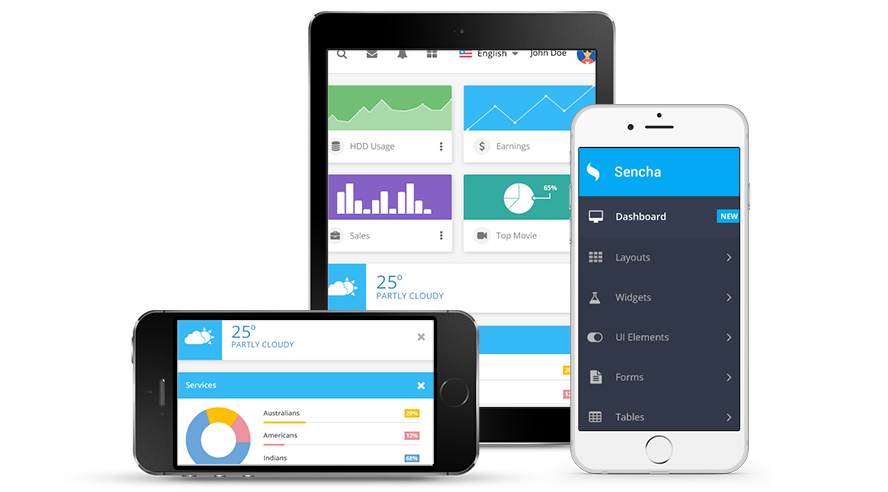 English John Doe
HDD Usage
Earnings
65%
Sales
Top Movie
25°
PARTLY CLOUDY
Sencha
Dashboard
NEW
Layouts
Widgets
UI Elements
Forms
Tables
25°
PARTLY CLOUDY
Services
Australians
20%
Americans
12%
Indians
68%